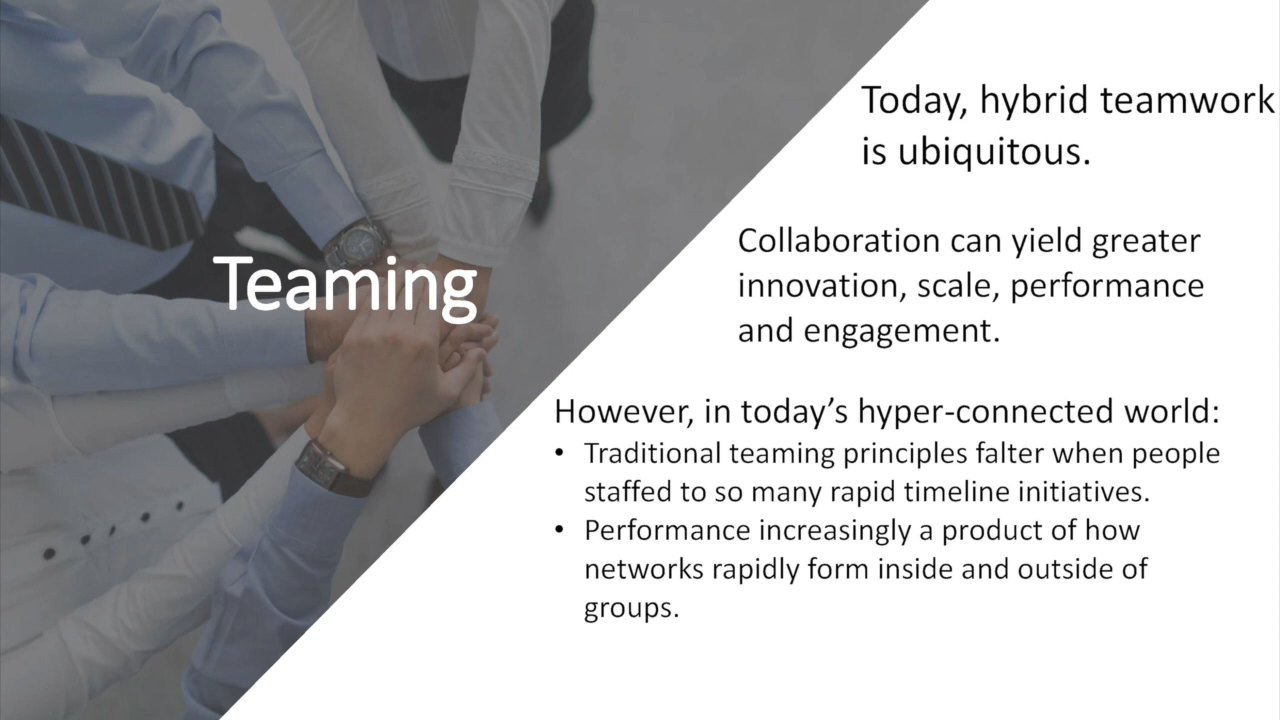 Teaming
Today, hybrid teamwork
is ubiquitous.
Collaboration can yield greater
innovation, scale, performance
and engagement.
However, in today’s hyper-connected world:
• Traditional teaming principles falter when people
staffed to so many rapid timeline initiatives.
• Performance increasingly a product of how
networks rapidly form inside and outside of
groups.